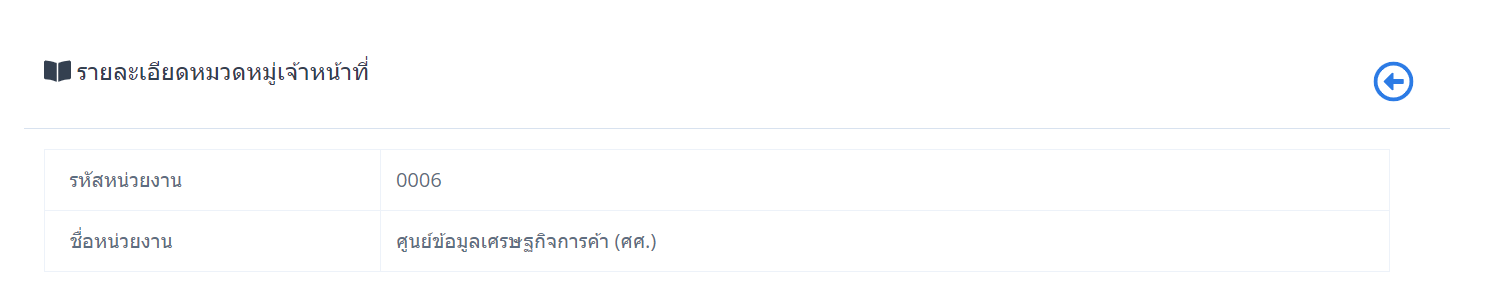 รายละเอียดหมวดหมู่เจ้าหน้าที่
รหัสหน่วยงาน 0006
ชื่อหน่วยงาน ศูนย์ข้อมูลเศรษฐกิจการค้า (ศศ.)